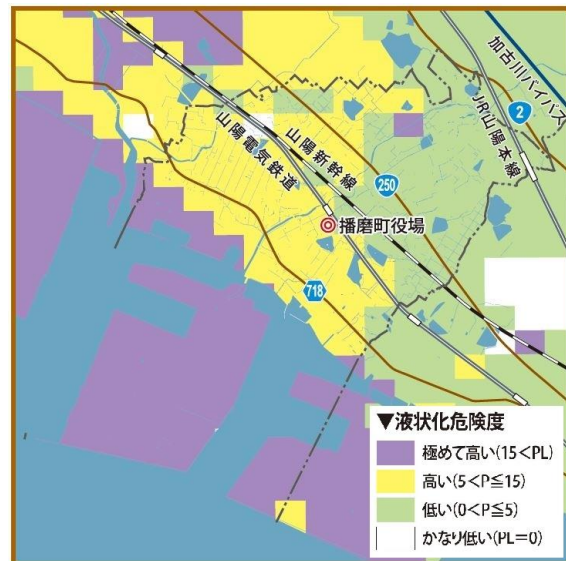 加古川バイパス
2
JR山陽本線
山陽新幹線
山陽電気鉄道
250
播磨町役場
718
▼液状化危険度
極めて高い(15<PL)
高い(5<P≦15)
低い(0<P≦5)
かなり低い(PL=0)